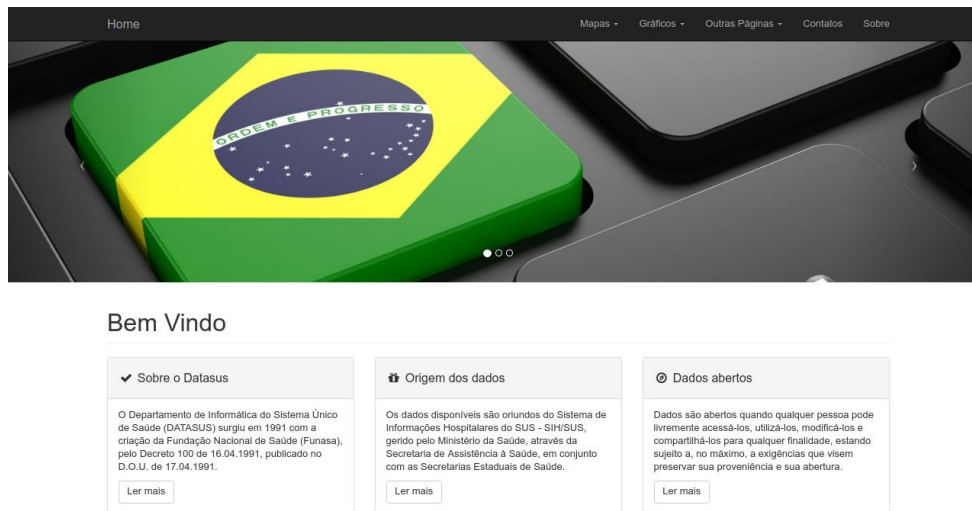 Home
Mapas
Gráficos
Outras Páginas
Contatos
Sobre
ORDEM E PROGRESSO
Bem Vindo
Sobre o Datasus
O Departamento de Informática do Sistema Único
de Saúde (DATASUS) surgiu em 1991 com a
criação da Fundação Nacional de Saúde (Funasa),
pelo Decreto 100 de 16.04.1991, publicado no
D.O.U. de 17.04.1991.
Ler mais
Origem dos dados
Os dados disponíveis são oriundos do Sistema de
Informações Hospitalares do SUS - SIH/SUS,
gerido pelo Ministério da Saúde, através da
Secretaria de Assistência à Saúde, em conjunto
com as Secretarias Estaduais de Saúde.
Ler mais
Dados abertos
Dados são abertos quando qualquer pessoa pode
livremente acessá-los, utilizá-los, modificá-los e
compartilhá-los para qualquer finalidade, estando
sujeito a, no máximo, a exigências que visem
preservar sua proveniência e sua abertura.
Ler mais